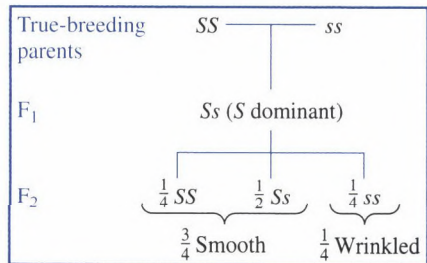 True-breeding parents SS ss
F₁ Ss (S dominant)
F₂ 1/4 SS 1/2 Ss 1/4 ss
3/4 Smooth 1/4 Wrinkled